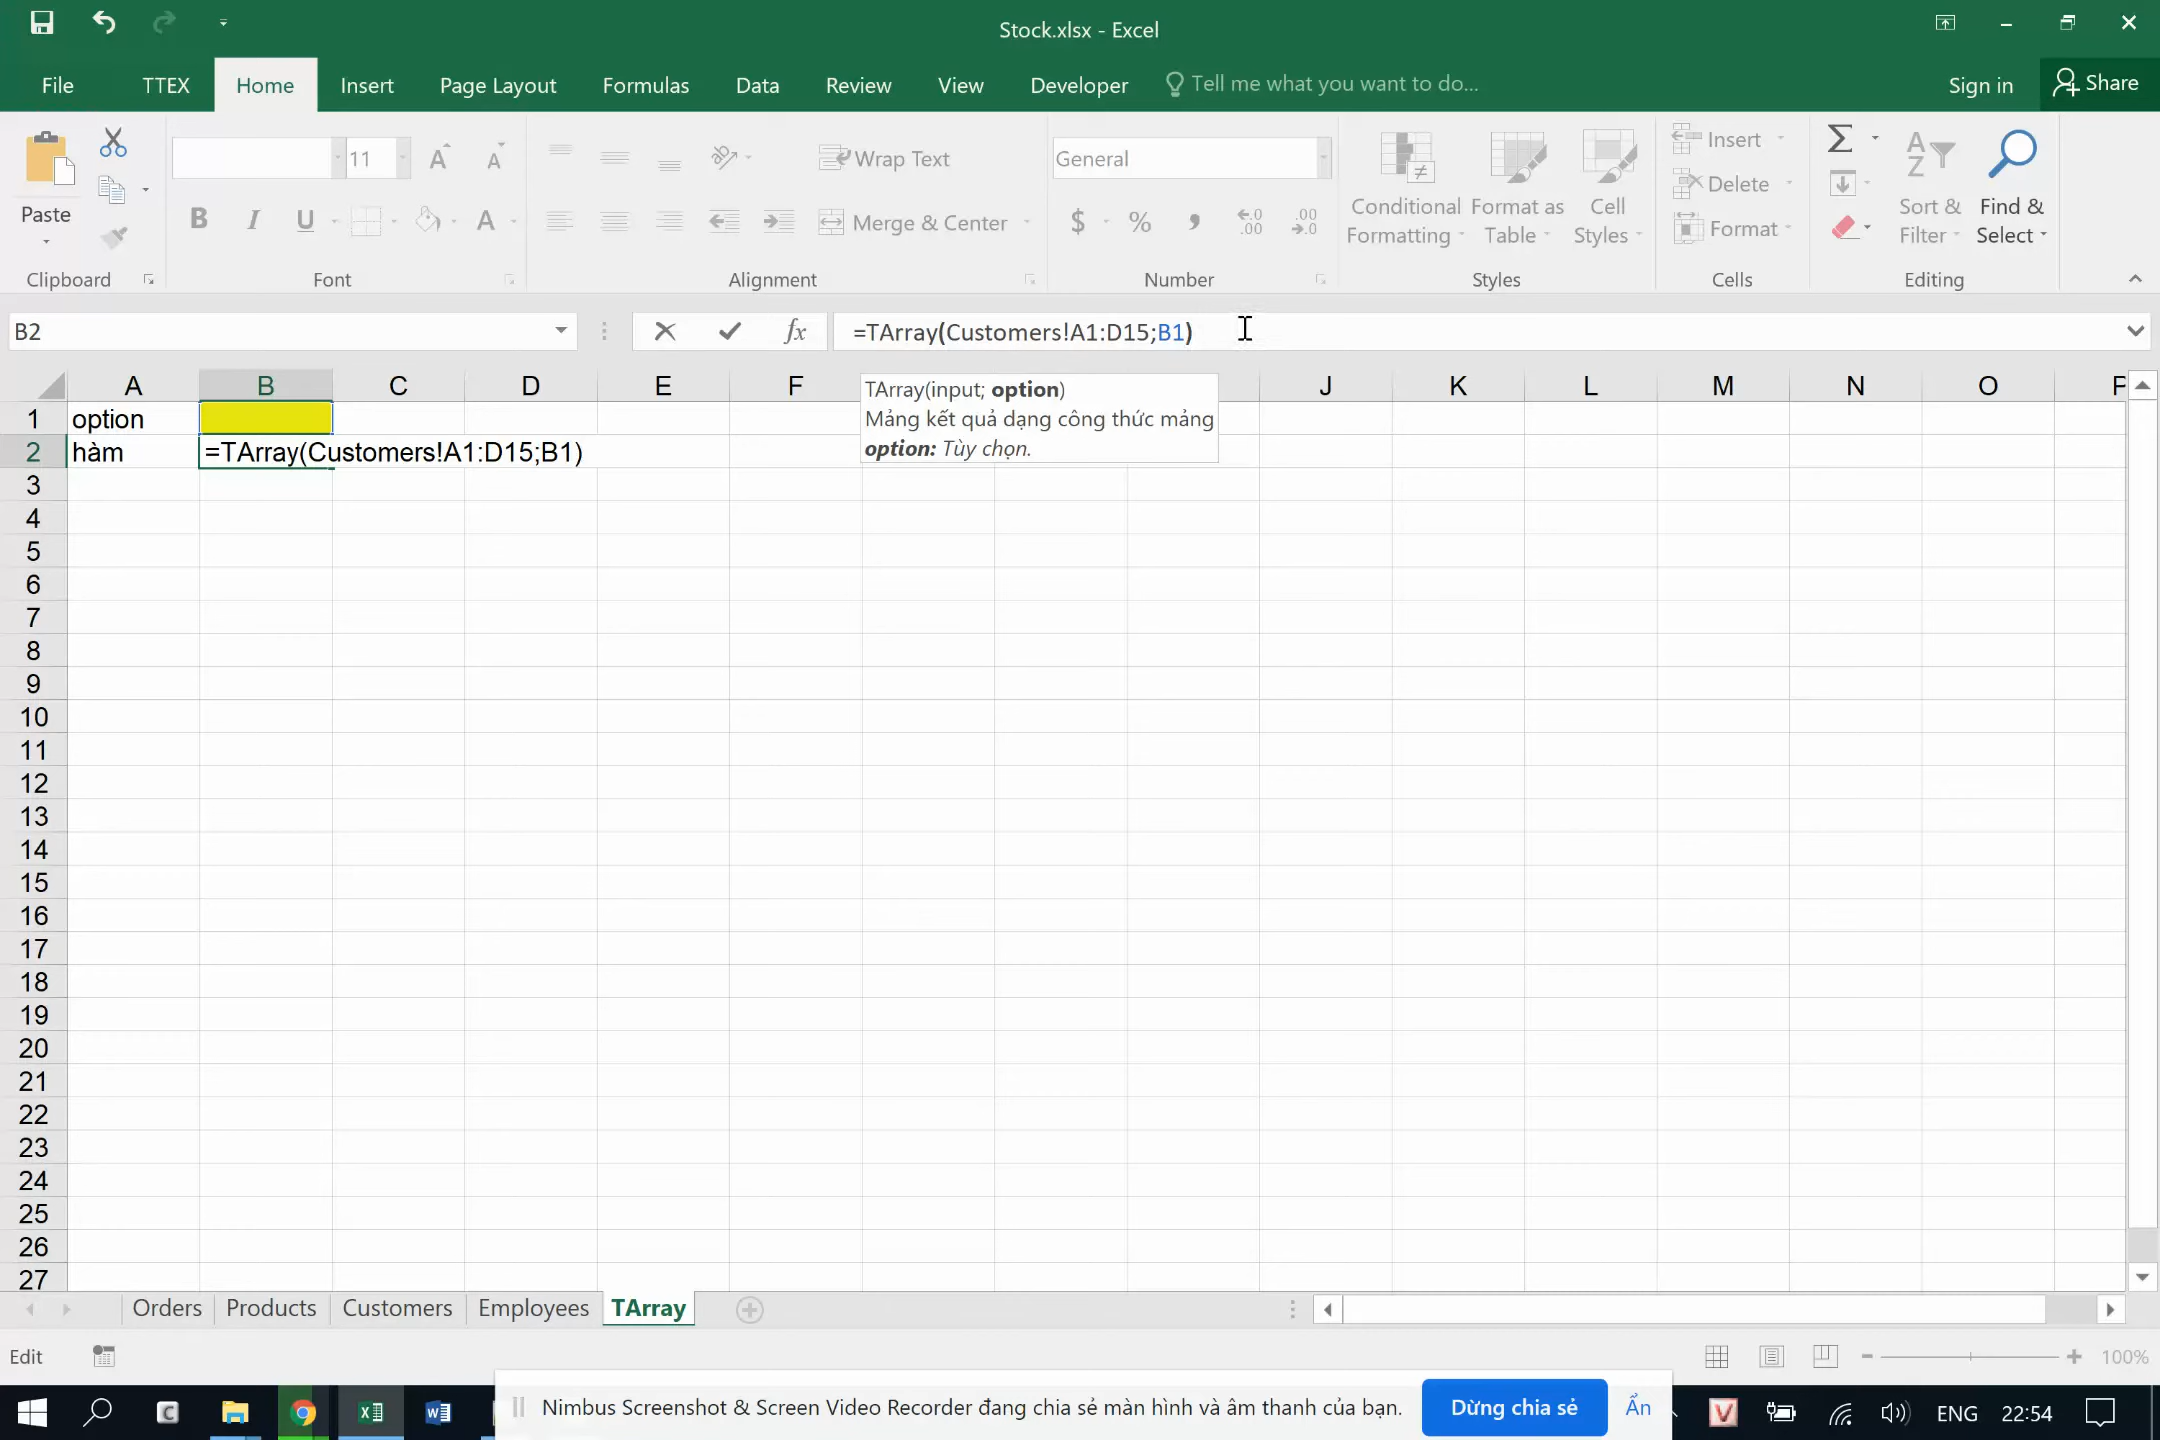 Stock.xlsx - Excel
File TTEX Home Insert Page Layout Formulas Data Review View Developer Tell me what you want to do... Sign in Share
Paste
Clipboard
11
B I U A
Font
Wrap Text
Merge & Center
Alignment
General
$ % , ←.0 .00 .00 →.0
Number
Conditional Formatting
Format as Table
Cell Styles
Styles
Insert
Delete
Format
Cells
Σ
Sort & Filter
Find & Select
Editing
B2 fx =TArray(Customers!A1:D15;B1)
TArray(input; option)
Mảng kết quả dạng công thức mảng
option: Tùy chọn.
A B C D E F J K L M N O P
1 option
2 hàm =TArray(Customers!A1:D15;B1)
3
4
5
6
7
8
9
10
11
12
13
14
15
16
17
18
19
20
21
22
23
24
25
26
27
Orders Products Customers Employees TArray
Edit 100%
Nimbus Screenshot & Screen Video Recorder đang chia sẻ màn hình và âm thanh của bạn. Dừng chia sẻ Ẩn
ENG 22:54